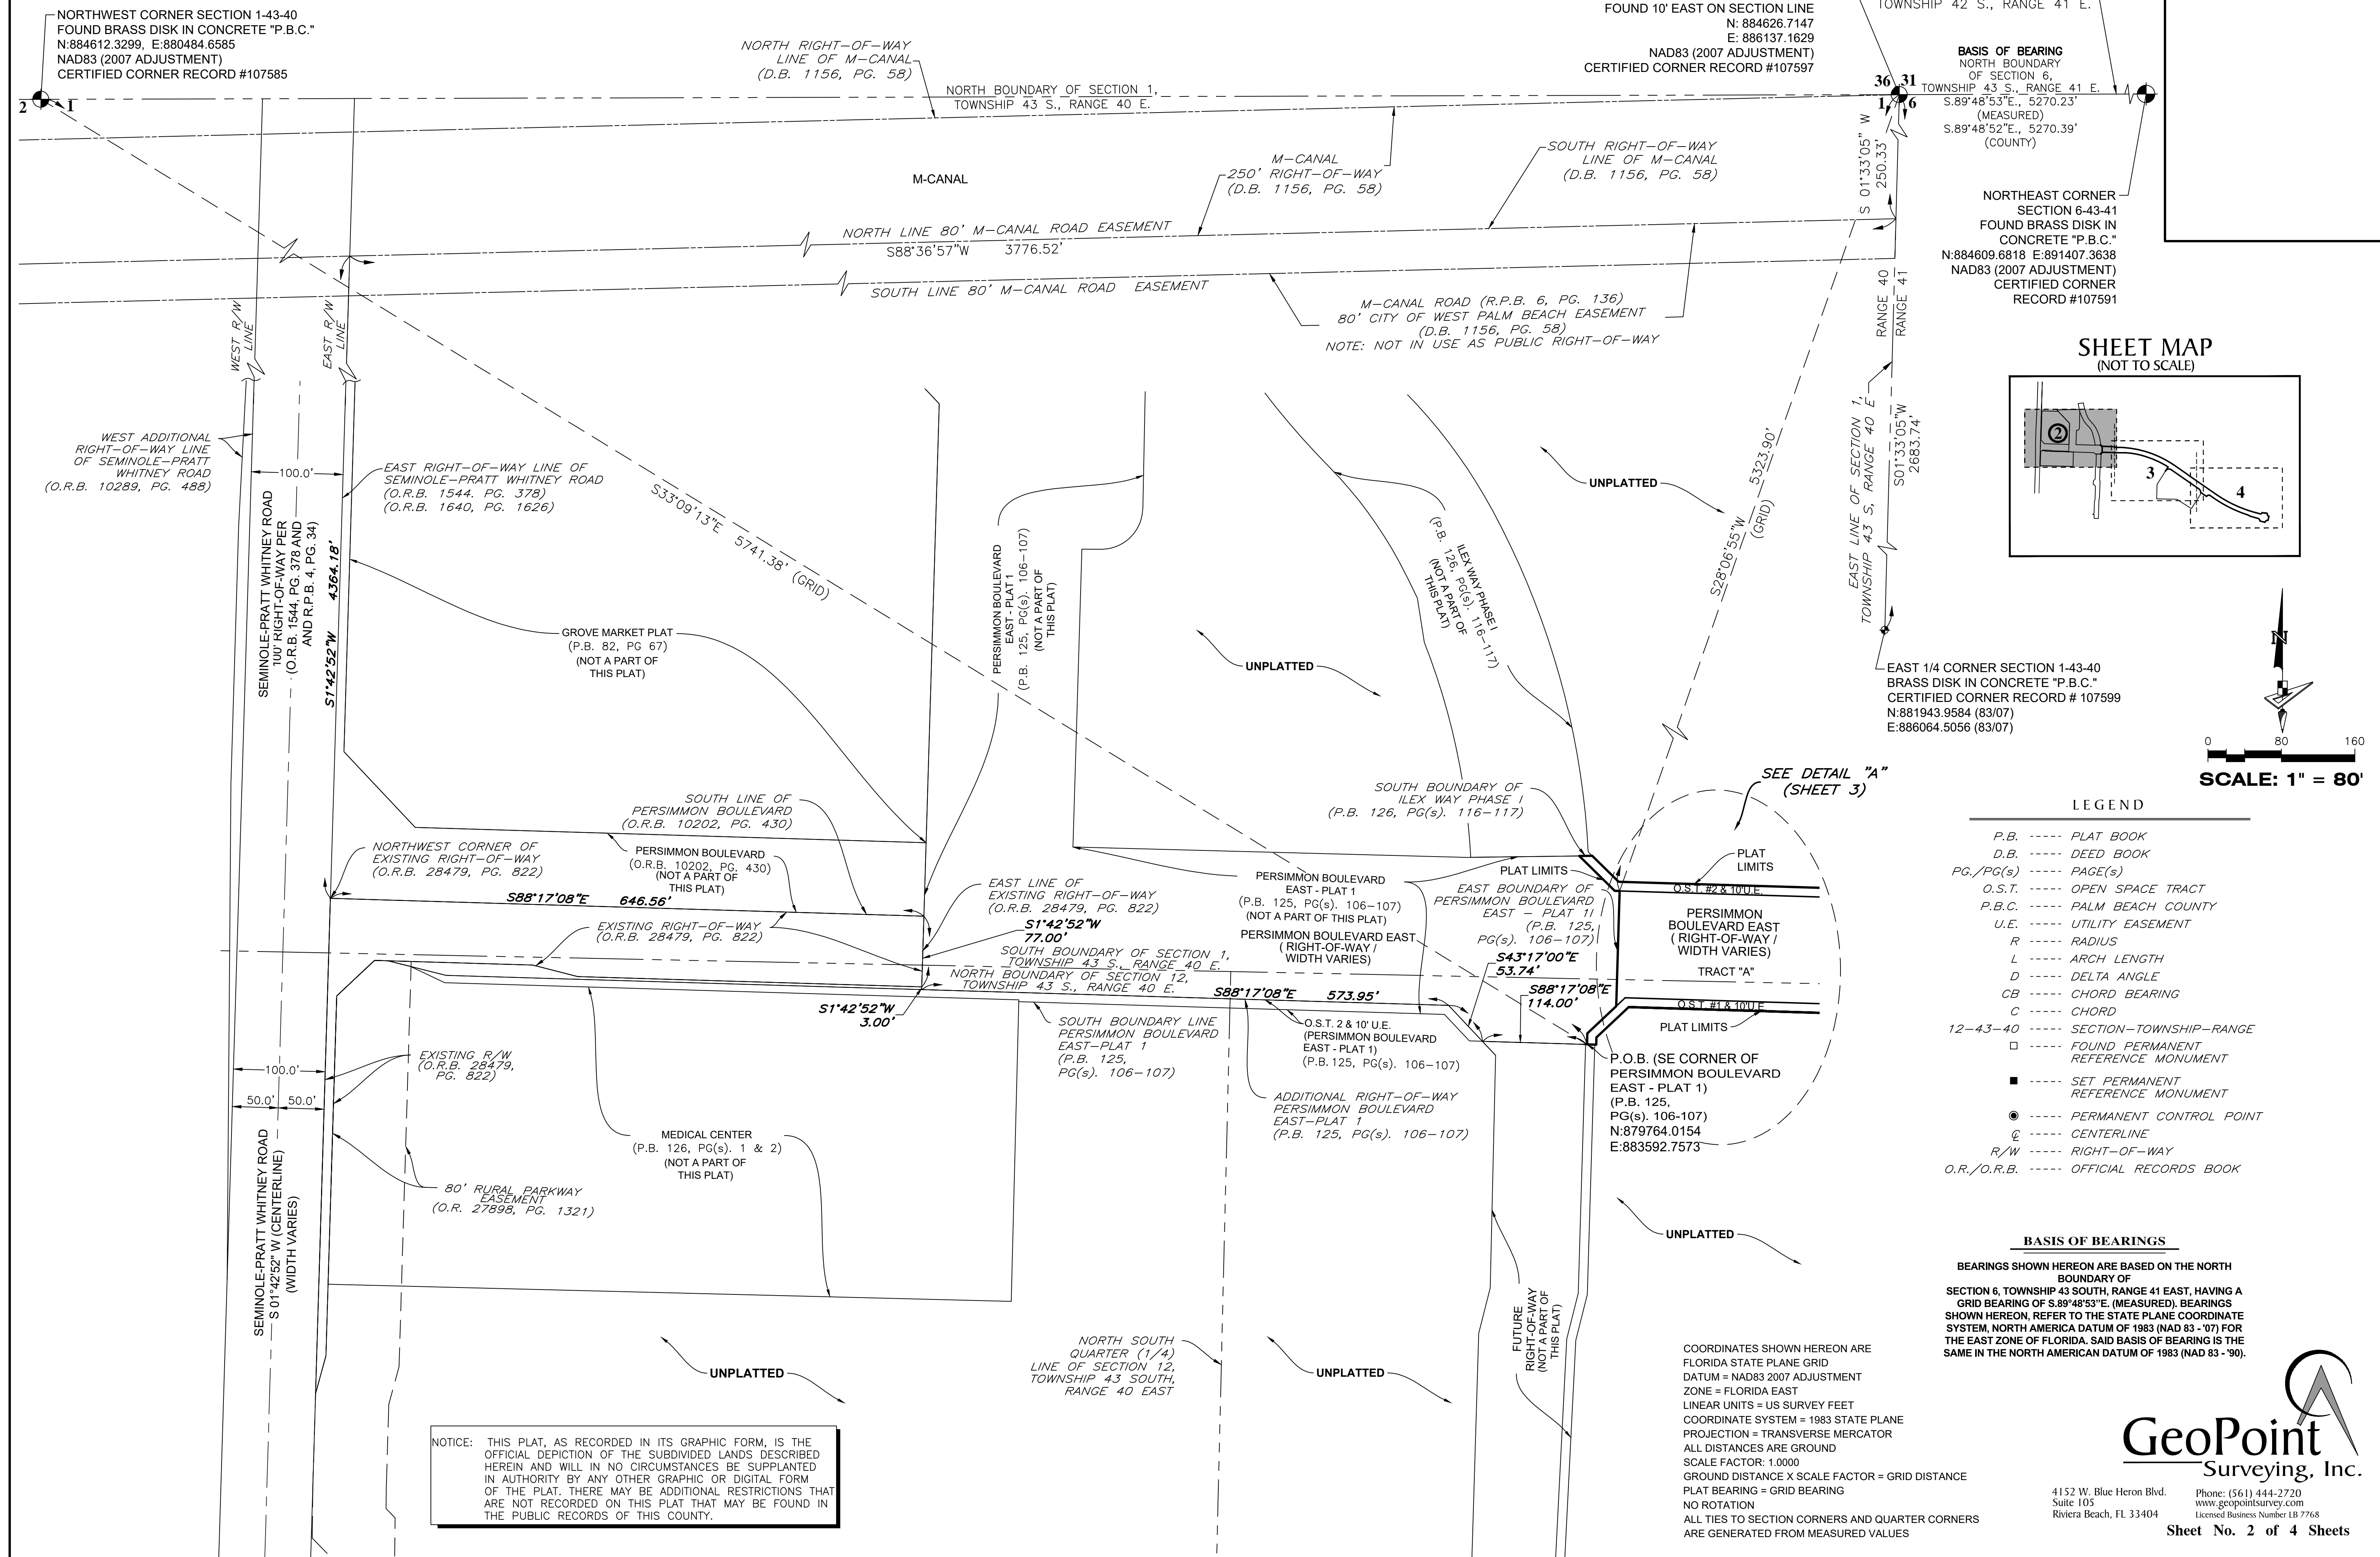 NORTHWEST CORNER SECTION 1-43-40
FOUND BRASS DISK IN CONCRETE "P.B.C."
N:884612.3299, E:880484.6585
NAD83 (2007 ADJUSTMENT)
CERTIFIED CORNER RECORD #107585
2
1
NORTH RIGHT-OF-WAY
LINE OF M-CANAL
(D.B. 1156, PG. 58)
NORTH BOUNDARY OF SECTION 1,
TOWNSHIP 43 S., RANGE 40 E.
FOUND 10' EAST ON SECTION LINE
N: 884626.7147
E: 886137.1629
NAD83 (2007 ADJUSTMENT)
CERTIFIED CORNER RECORD #107597
TOWNSHIP 42 S., RANGE 41 E.
36 31
1 6
BASIS OF BEARING
NORTH BOUNDARY
OF SECTION 6,
TOWNSHIP 43 S., RANGE 41 E.
S.89°48'53"E., 5270.23'
(MEASURED)
S.89°48'52"E., 5270.39'
(COUNTY)
M-CANAL
M-CANAL
250' RIGHT-OF-WAY
(D.B. 1156, PG. 58)
SOUTH RIGHT-OF-WAY
LINE OF M-CANAL
(D.B. 1156, PG. 58)
S 01°33'05" W
250.33'
NORTHEAST CORNER
SECTION 6-43-41
FOUND BRASS DISK IN
CONCRETE "P.B.C."
N:884609.6818 E:891407.3638
NAD83 (2007 ADJUSTMENT)
CERTIFIED CORNER
RECORD #107591
NORTH LINE 80' M-CANAL ROAD EASEMENT
S88°36'57"W 3776.52'
SOUTH LINE 80' M-CANAL ROAD EASEMENT
M-CANAL ROAD (R.P.B. 6, PG. 136)
80' CITY OF WEST PALM BEACH EASEMENT
(D.B. 1156, PG. 58)
NOTE: NOT IN USE AS PUBLIC RIGHT-OF-WAY
WEST R/W
LINE
EAST R/W
LINE
RANGE 40
RANGE 41
SHEET MAP
(NOT TO SCALE)
2
3
4
WEST ADDITIONAL
RIGHT-OF-WAY LINE
OF SEMINOLE-PRATT
WHITNEY ROAD
(O.R.B. 10289, PG. 488)
100.0'
EAST RIGHT-OF-WAY LINE OF
SEMINOLE-PRATT WHITNEY ROAD
(O.R.B. 1544. PG. 378)
(O.R.B. 1640, PG. 1626)
SEMINOLE-PRATT WHITNEY ROAD
100' RIGHT-OF-WAY PER
(O.R.B. 1544, PG. 378 AND
AND R.P.B. 4, PG. 34)
S1°42'52"W 4364.18'
S33°09'13"E 5741.38' (GRID)
GROVE MARKET PLAT
(P.B. 82, PG 67)
(NOT A PART OF
THIS PLAT)
PERSIMMON BOULEVARD
EAST - PLAT 1
(P.B. 125, PG(s). 106-107)
(NOT A PART OF
THIS PLAT)
ILEX WAY PHASE I
(P.B. 126, PG(s). 116-117)
(NOT A PART OF
THIS PLAT)
UNPLATTED
UNPLATTED
S28°06'55"W 5323.90'
(GRID)
EAST LINE OF SECTION 1,
TOWNSHIP 43 S, RANGE 40 E
S01°33'05"W
2683.74'
EAST 1/4 CORNER SECTION 1-43-40
BRASS DISK IN CONCRETE "P.B.C."
CERTIFIED CORNER RECORD # 107599
N:881943.9584 (83/07)
E:886064.5056 (83/07)
N
0 80 160
SCALE: 1" = 80'
SEE DETAIL "A"
(SHEET 3)
SOUTH LINE OF
PERSIMMON BOULEVARD
(O.R.B. 10202, PG. 430)
PERSIMMON BOULEVARD
(O.R.B. 10202, PG. 430)
(NOT A PART OF
THIS PLAT)
NORTHWEST CORNER OF
EXISTING RIGHT-OF-WAY
(O.R.B. 28479, PG. 822)
S88°17'08"E 646.56'
EXISTING RIGHT-OF-WAY
(O.R.B. 28479, PG. 822)
EAST LINE OF
EXISTING RIGHT-OF-WAY
(O.R.B. 28479, PG. 822)
S1°42'52"W
77.00'
SOUTH BOUNDARY OF SECTION 1,
TOWNSHIP 43 S., RANGE 40 E.
NORTH BOUNDARY OF SECTION 12,
TOWNSHIP 43 S., RANGE 40 E.
S1°42'52"W
3.00'
SOUTH BOUNDARY OF
ILEX WAY PHASE I
(P.B. 126, PG(s). 116-117)
PERSIMMON BOULEVARD
EAST - PLAT 1
(P.B. 125, PG(s). 106-107)
(NOT A PART OF THIS PLAT)
PERSIMMON BOULEVARD EAST
( RIGHT-OF-WAY /
WIDTH VARIES)
PLAT LIMITS
EAST BOUNDARY OF
PERSIMMON BOULEVARD
EAST - PLAT 1
(P.B. 125,
PG(s). 106-107)
S43°17'00"E
53.74'
S88°17'08"E 573.95'
S88°17'08"E
114.00'
PLAT
LIMITS
O.S.T. #2 & 10'U.E.
PERSIMMON
BOULEVARD EAST
( RIGHT-OF-WAY /
WIDTH VARIES)
TRACT "A"
O.S.T. #1 & 10'U.E.
PLAT LIMITS
SOUTH BOUNDARY LINE
PERSIMMON BOULEVARD
EAST-PLAT 1
(P.B. 125,
PG(s). 106-107)
O.S.T. 2 & 10' U.E.
(PERSIMMON BOULEVARD
EAST - PLAT 1)
(P.B. 125, PG(s). 106-107)
ADDITIONAL RIGHT-OF-WAY
PERSIMMON BOULEVARD
EAST-PLAT 1
(P.B. 125, PG(s). 106-107)
P.O.B. (SE CORNER OF
PERSIMMON BOULEVARD
EAST - PLAT 1)
(P.B. 125,
PG(s). 106-107)
N:879764.0154
E:883592.7573
EXISTING R/W
(O.R.B. 28479,
PG. 822)
100.0'
50.0' 50.0'
SEMINOLE-PRATT WHITNEY ROAD
S 01°42'52" W (CENTERLINE)
(WIDTH VARIES)
MEDICAL CENTER
(P.B. 126, PG(s). 1 & 2)
(NOT A PART OF
THIS PLAT)
80' RURAL PARKWAY
EASEMENT
(O.R. 27898, PG. 1321)
UNPLATTED
NORTH SOUTH
QUARTER (1/4)
LINE OF SECTION 12,
TOWNSHIP 43 SOUTH,
RANGE 40 EAST
UNPLATTED
FUTURE
RIGHT-OF-WAY
(NOT A PART OF
THIS PLAT)
UNPLATTED
LEGEND
P.B. ----- PLAT BOOK
D.B. ----- DEED BOOK
PG./PG(s) ----- PAGE(s)
O.S.T. ----- OPEN SPACE TRACT
P.B.C. ----- PALM BEACH COUNTY
U.E. ----- UTILITY EASEMENT
R ----- RADIUS
L ----- ARCH LENGTH
D ----- DELTA ANGLE
CB ----- CHORD BEARING
C ----- CHORD
12-43-40 ----- SECTION-TOWNSHIP-RANGE
□ ----- FOUND PERMANENT
REFERENCE MONUMENT
■ ----- SET PERMANENT
REFERENCE MONUMENT
◉ ----- PERMANENT CONTROL POINT
℄ ----- CENTERLINE
R/W ----- RIGHT-OF-WAY
O.R./O.R.B. ----- OFFICIAL RECORDS BOOK
BASIS OF BEARINGS
BEARINGS SHOWN HEREON ARE BASED ON THE NORTH
BOUNDARY OF
SECTION 6, TOWNSHIP 43 SOUTH, RANGE 41 EAST, HAVING A
GRID BEARING OF S.89°48'53"E. (MEASURED). BEARINGS
SHOWN HEREON, REFER TO THE STATE PLANE COORDINATE
SYSTEM, NORTH AMERICA DATUM OF 1983 (NAD 83 - '07) FOR
THE EAST ZONE OF FLORIDA. SAID BASIS OF BEARING IS THE
SAME IN THE NORTH AMERICAN DATUM OF 1983 (NAD 83 - '90).
COORDINATES SHOWN HEREON ARE
FLORIDA STATE PLANE GRID
DATUM = NAD83 2007 ADJUSTMENT
ZONE = FLORIDA EAST
LINEAR UNITS = US SURVEY FEET
COORDINATE SYSTEM = 1983 STATE PLANE
PROJECTION = TRANSVERSE MERCATOR
ALL DISTANCES ARE GROUND
SCALE FACTOR: 1.0000
GROUND DISTANCE X SCALE FACTOR = GRID DISTANCE
PLAT BEARING = GRID BEARING
NO ROTATION
ALL TIES TO SECTION CORNERS AND QUARTER CORNERS
ARE GENERATED FROM MEASURED VALUES
NOTICE: THIS PLAT, AS RECORDED IN ITS GRAPHIC FORM, IS THE
OFFICIAL DEPICTION OF THE SUBDIVIDED LANDS DESCRIBED
HEREIN AND WILL IN NO CIRCUMSTANCES BE SUPPLANTED
IN AUTHORITY BY ANY OTHER GRAPHIC OR DIGITAL FORM
OF THE PLAT. THERE MAY BE ADDITIONAL RESTRICTIONS THAT
ARE NOT RECORDED ON THIS PLAT THAT MAY BE FOUND IN
THE PUBLIC RECORDS OF THIS COUNTY.
GeoPoint
Surveying, Inc.
4152 W. Blue Heron Blvd.
Suite 105
Riviera Beach, FL 33404
Phone: (561) 444-2720
www.geopointsurvey.com
Licensed Business Number LB 7768
Sheet No. 2 of 4 Sheets